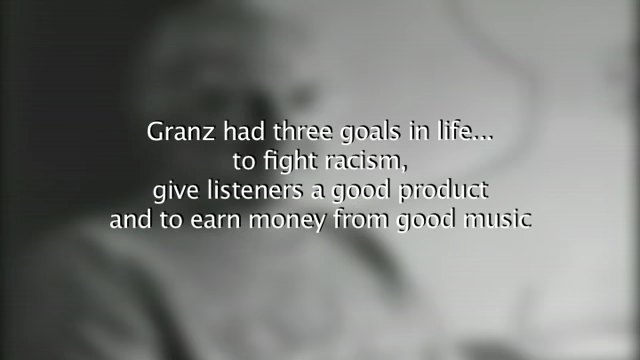 Granz had three goals in life...
to fight racism,
give listeners a good product
and to earn money from good music